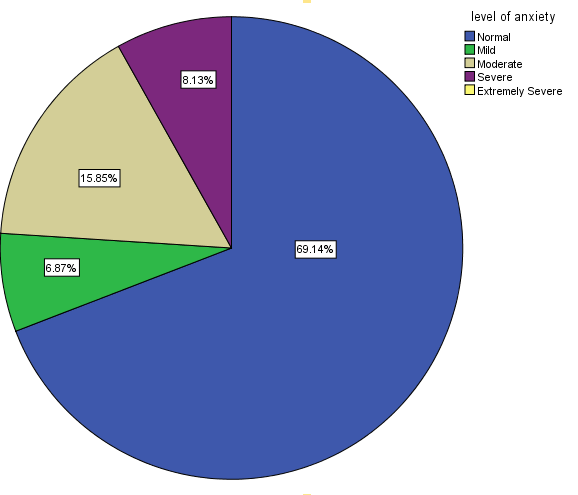 level of anxiety
Normal
Mild
Moderate
Severe
Extremely Severe
8.13%
15.85%
69.14%
6.87%